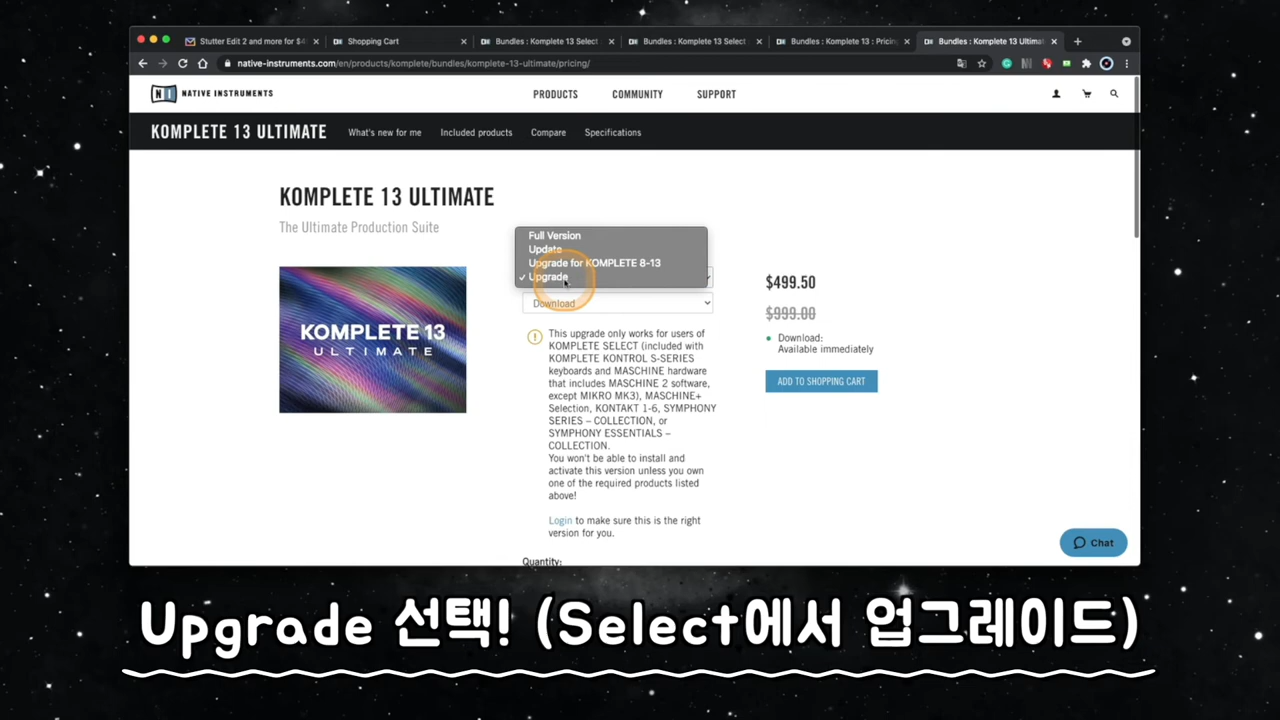 Stutter Edit 2 and more for $4
Shopping Cart
Bundles : Komplete 13 Select
Bundles : Komplete 13 Select
Bundles : Komplete 13 : Pricing
Bundles : Komplete 13 Ultimat
native-instruments.com/en/products/komplete/bundles/komplete-13-ultimate/pricing/
NATIVE INSTRUMENTS
PRODUCTS
COMMUNITY
SUPPORT
KOMPLETE 13 ULTIMATE
What's new for me
Included products
Compare
Specifications
KOMPLETE 13 ULTIMATE
The Ultimate Production Suite
KOMPLETE 13
ULTIMATE
Full Version
Update
Upgrade for KOMPLETE 8-13
✓ Upgrade
Download
This upgrade only works for users of
KOMPLETE SELECT (included with
KOMPLETE KONTROL S-SERIES
keyboards and MASCHINE hardware
that includes MASCHINE 2 software,
except MIKRO MK3), MASCHINE+
Selection, KONTAKT 1-6, SYMPHONY
SERIES – COLLECTION, or
SYMPHONY ESSENTIALS –
COLLECTION.
You won't be able to install and
activate this version unless you own
one of the required products listed
above!
Login to make sure this is the right
version for you.
Quantity:
$499.50
$999.00
Download:
Available immediately
ADD TO SHOPPING CART
Chat
Upgrade 선택! (Select에서 업그레이드)